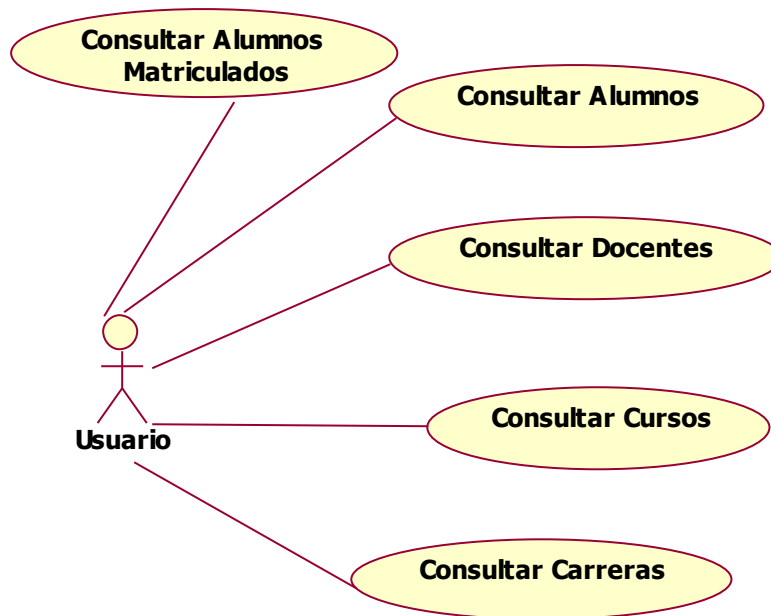 Consultar Alumnos
Matriculados
Consultar Alumnos
Consultar Docentes
Consultar Cursos
Usuario
Consultar Carreras